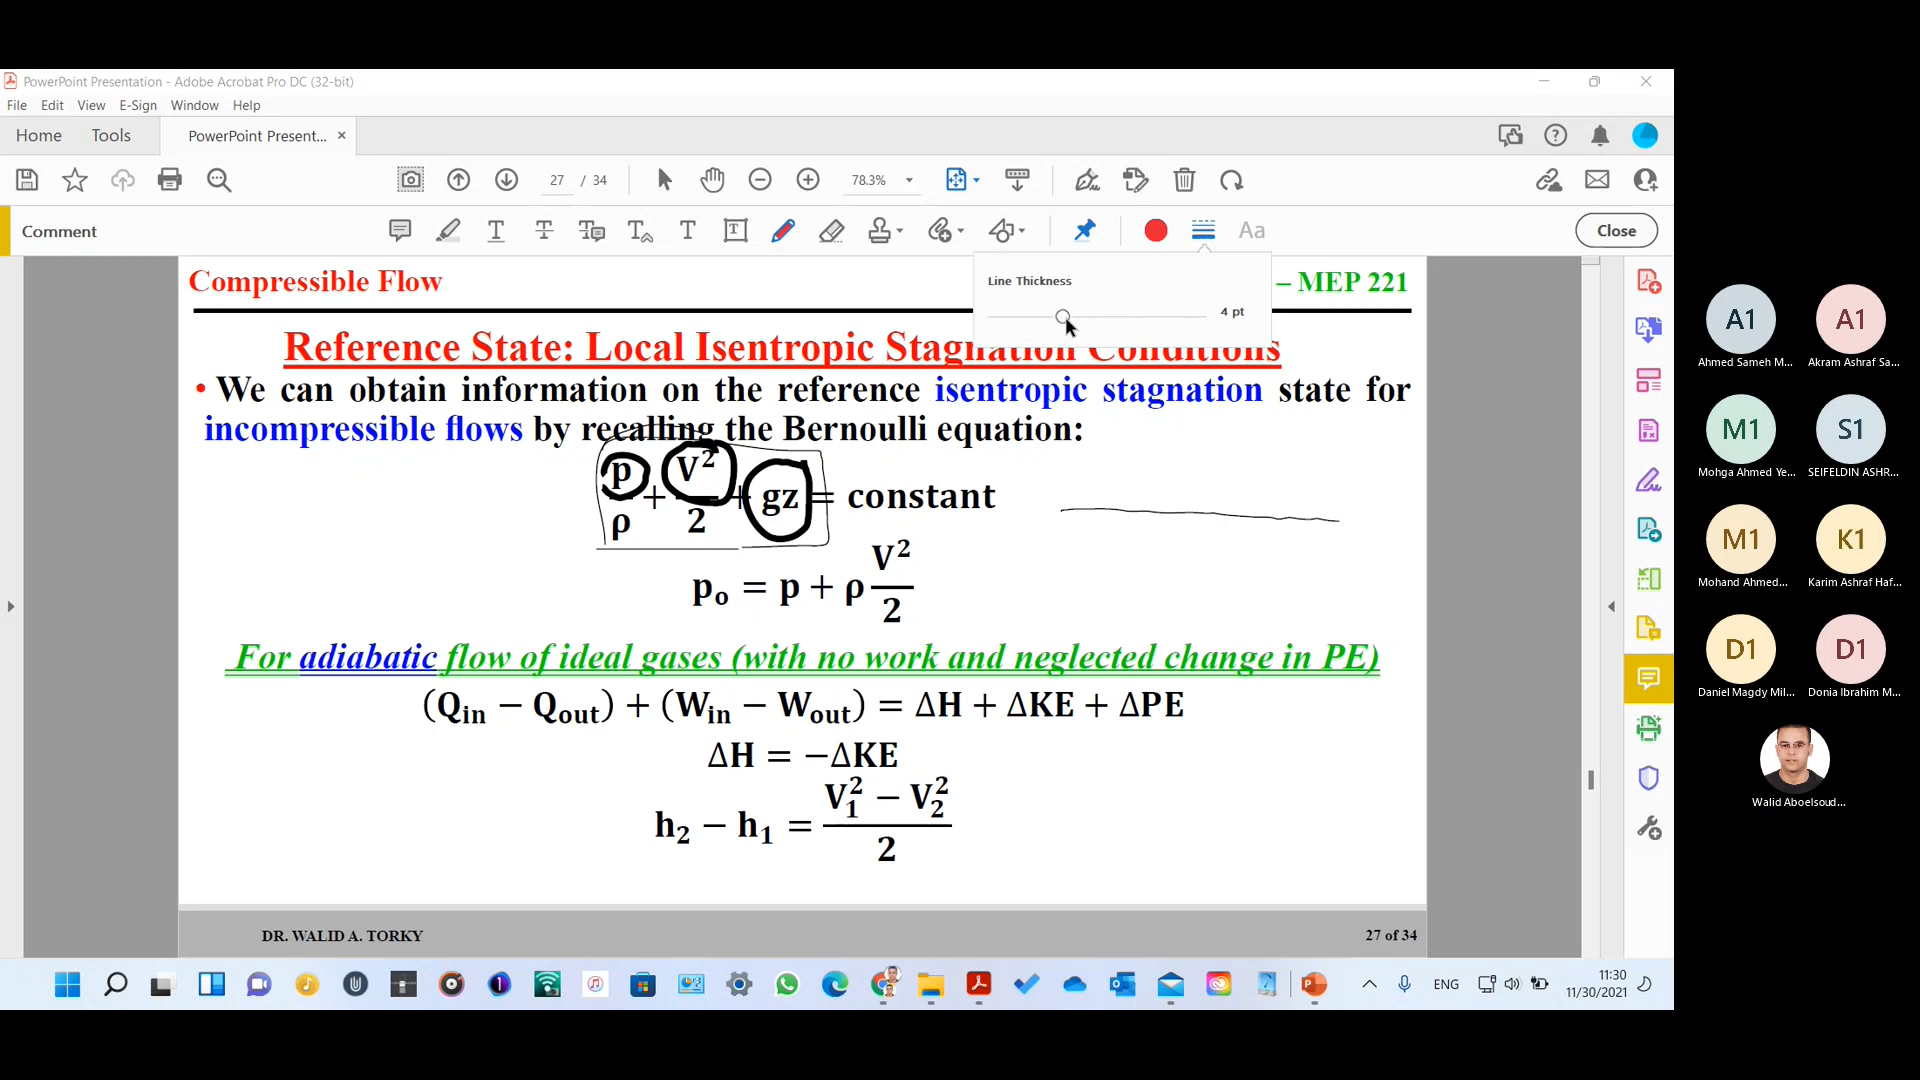 PowerPoint Presentation - Adobe Acrobat Pro DC (32-bit)
File Edit View E-Sign Window Help
Home Tools PowerPoint Present... ×
27 / 34 78.3%
Comment Aa Close
Line Thickness
4 pt
Compressible Flow – MEP 221
Reference State: Local Isentropic Stagnation Conditions
• We can obtain information on the reference isentropic stagnation state for
incompressible flows by recalling the Bernoulli equation:
p/ρ + V²/2 + gz = constant
pₒ = p + ρ V²/2
For adiabatic flow of ideal gases (with no work and neglected change in PE)
(Qin − Qout) + (Win − Wout) = ΔH + ΔKE + ΔPE
ΔH = −ΔKE
h₂ − h₁ = (V₁² − V₂²)/2
DR. WALID A. TORKY 27 of 34
ENG 11:30
11/30/2021
A1 A1
Ahmed Sameh M... Akram Ashraf Sa...
M1 S1
Mohga Ahmed Ye... SEIFELDIN ASHR...
M1 K1
Mohand Ahmed... Karim Ashraf Haf...
D1 D1
Daniel Magdy Mil... Donia Ibrahim M...
Walid Aboelsoud...